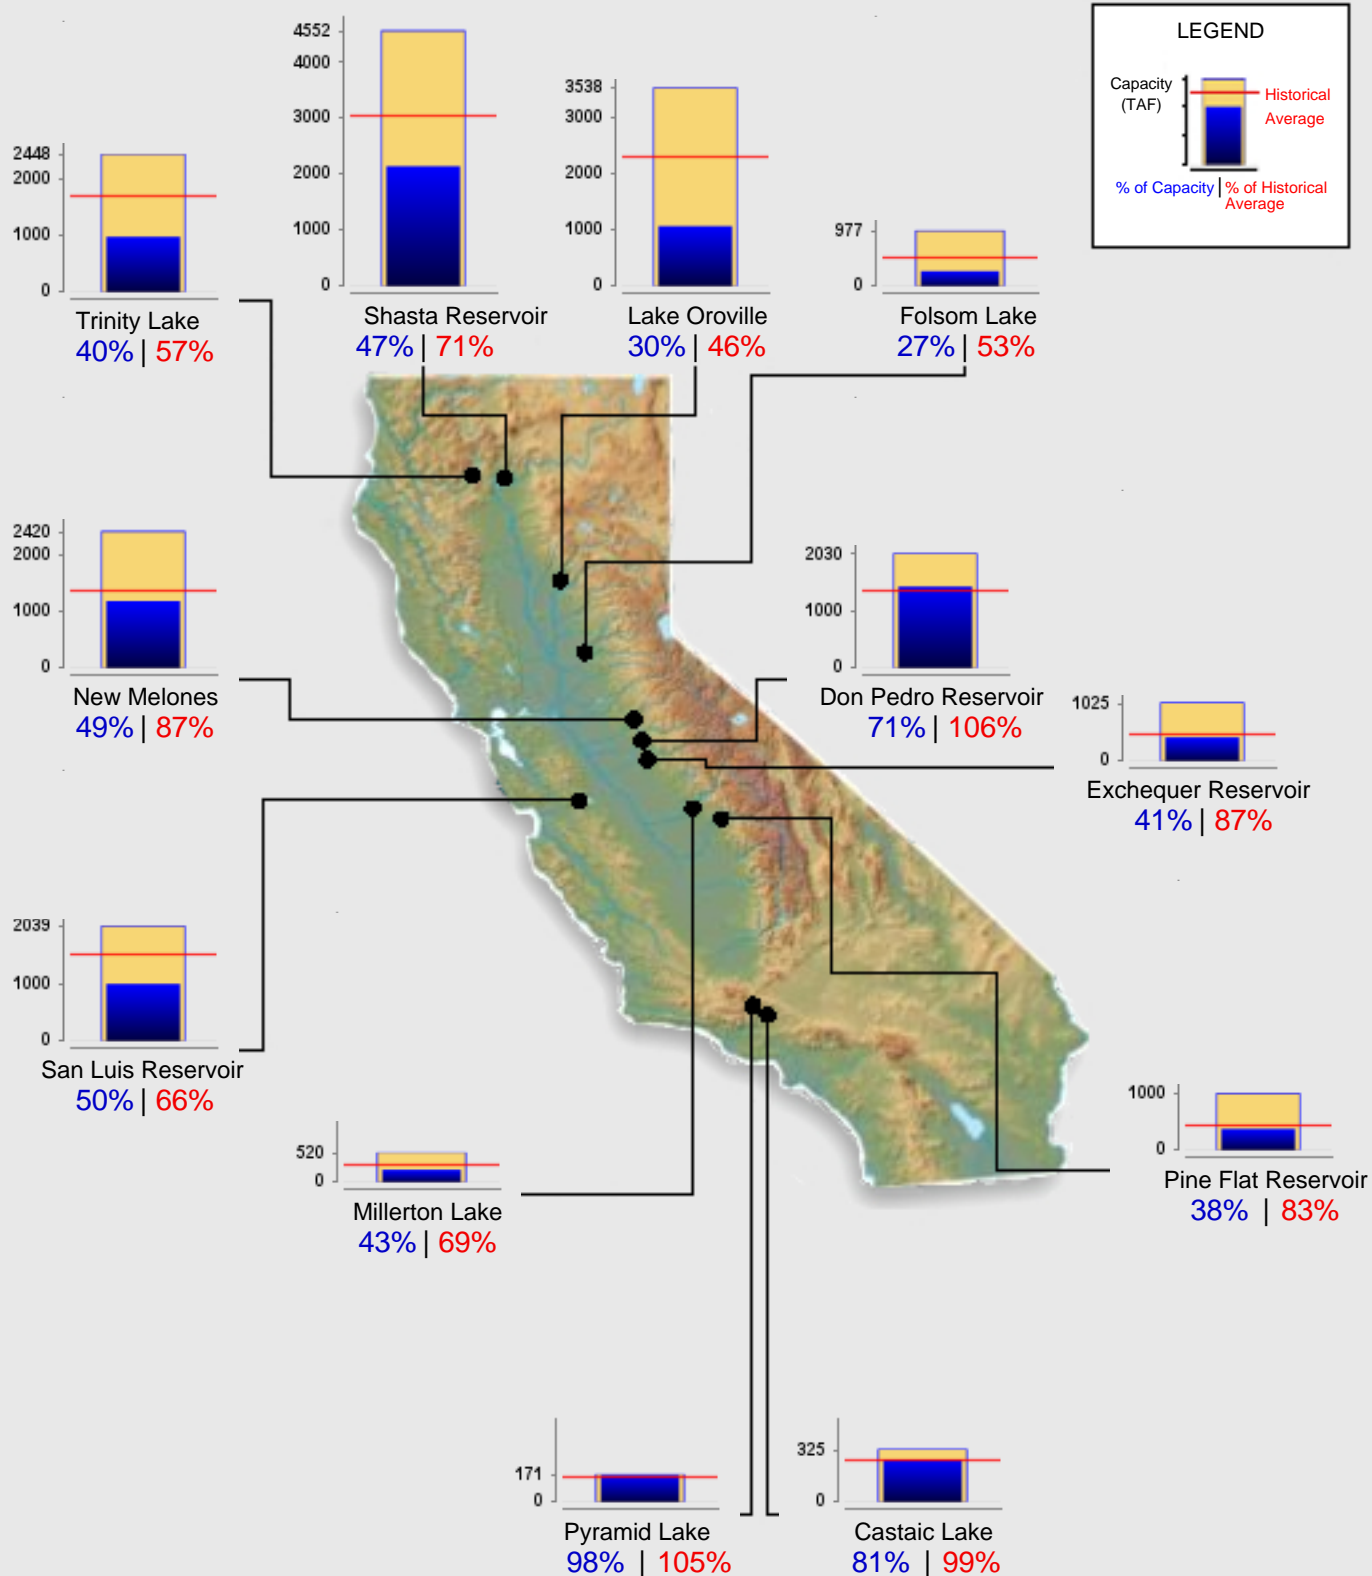 LEGEND
Capacity
(TAF)
Historical
Average
% of Capacity | % of Historical
Average
4552
4000
3000
2000
1000
0
Shasta Reservoir
47% | 71%
3538
3000
2000
1000
0
Lake Oroville
30% | 46%
2448
2000
1000
0
Trinity Lake
40% | 57%
977
0
Folsom Lake
27% | 53%
2420
2000
1000
0
New Melones
49% | 87%
2030
1000
0
Don Pedro Reservoir
71% | 106%
1025
0
Exchequer Reservoir
41% | 87%
2039
1000
0
San Luis Reservoir
50% | 66%
520
0
Millerton Lake
43% | 69%
1000
0
Pine Flat Reservoir
38% | 83%
171
0
Pyramid Lake
98% | 105%
325
0
Castaic Lake
81% | 99%